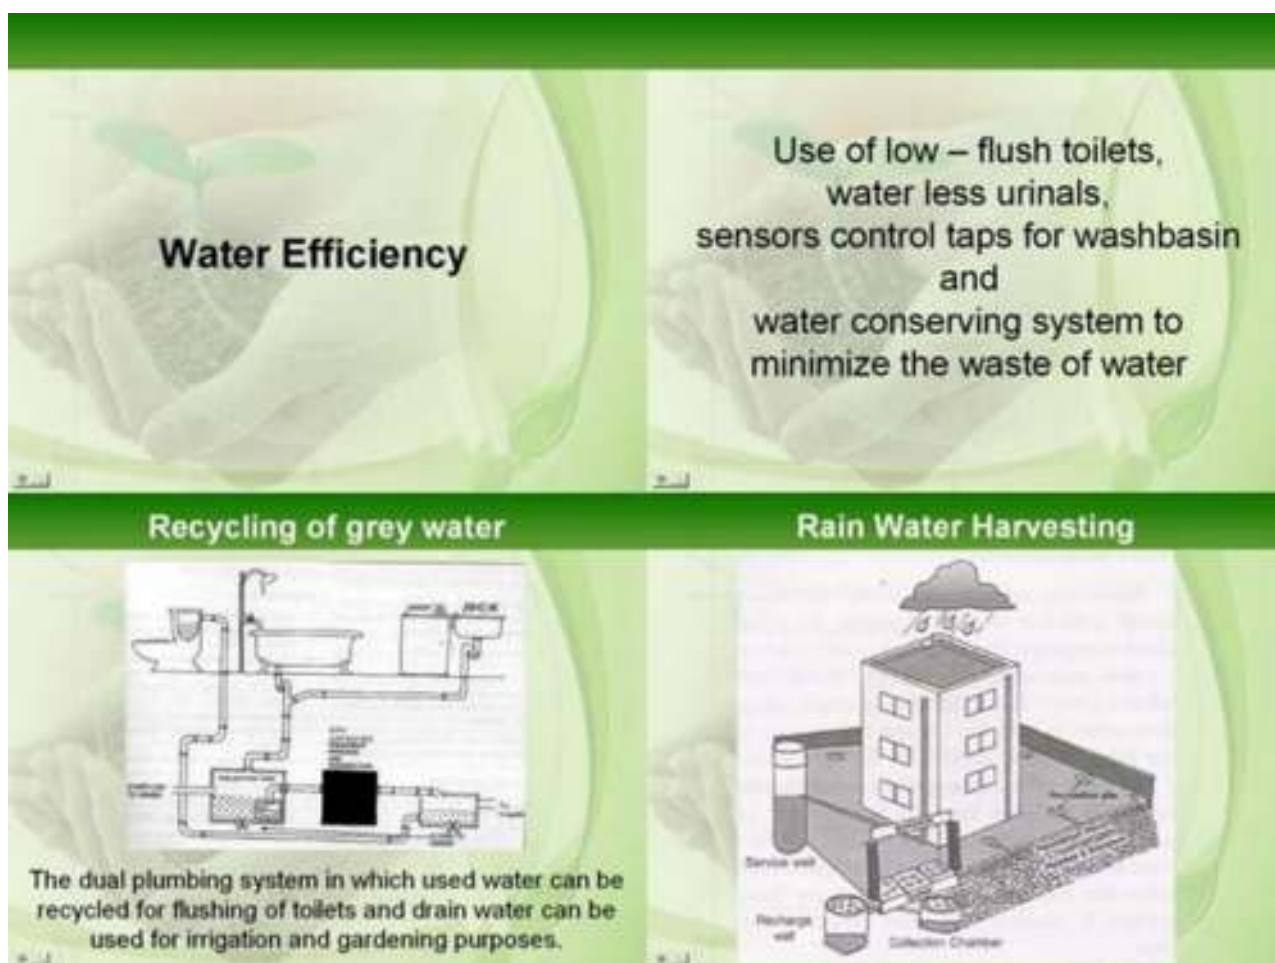 Water Efficiency
Use of low – flush toilets,
water less urinals,
sensors control taps for washbasin
and
water conserving system to
minimize the waste of water
Recycling of grey water
The dual plumbing system in which used water can be
recycled for flushing of toilets and drain water can be
used for irrigation and gardening purposes.
Rain Water Harvesting
Service well
Recharge
well
Collection Chamber